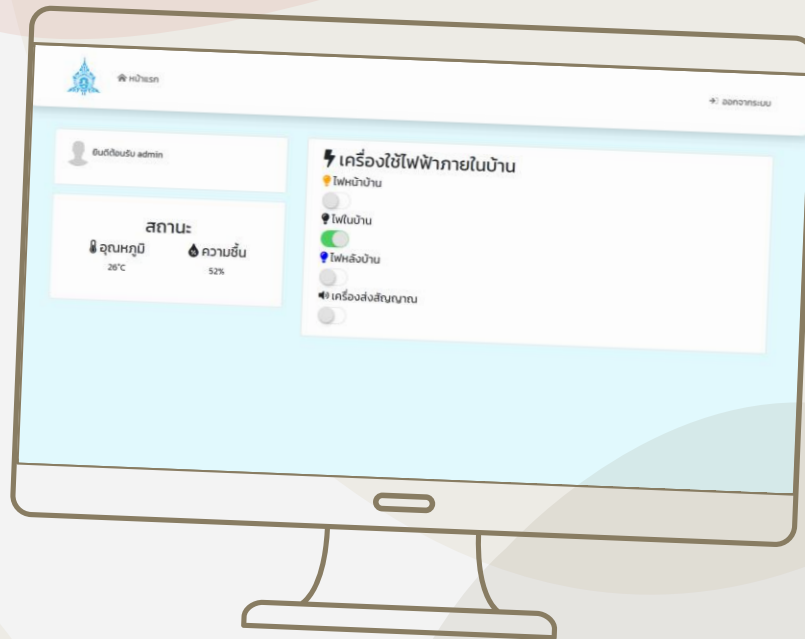 หน้าแรก
ออกจากระบบ
ยินดีต้อนรับ admin
สถานะ
อุณหภูมิ ความชื้น
26°C 52%
เครื่องใช้ไฟฟ้าภายในบ้าน
ไฟหน้าบ้าน
ไฟในบ้าน
ไฟหลังบ้าน
เครื่องส่งสัญญาณ